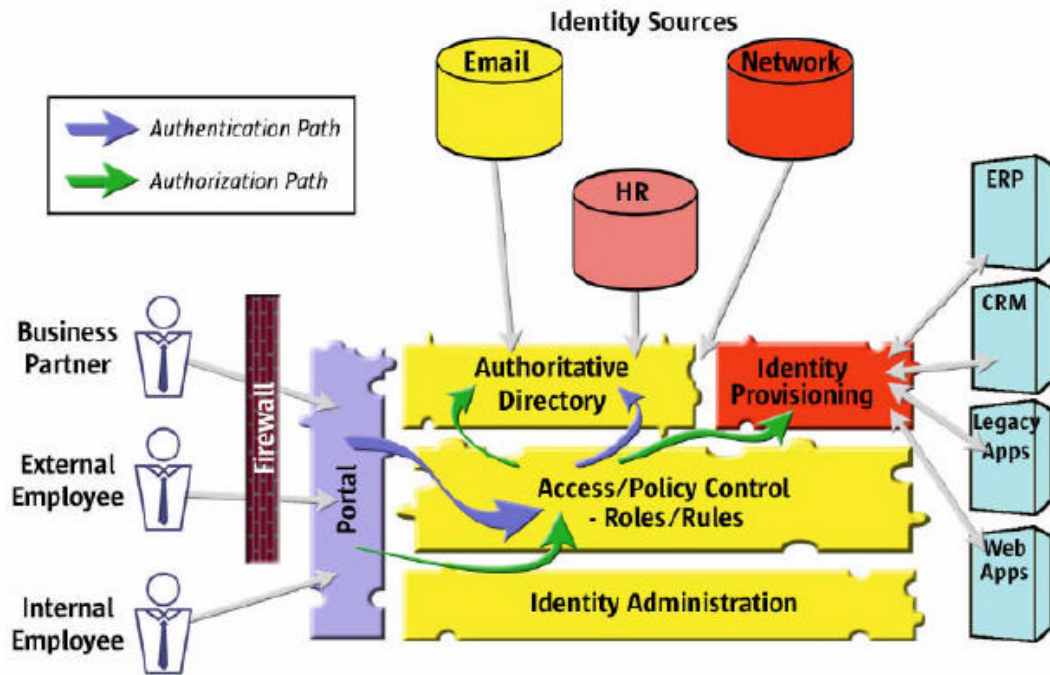 Identity Sources
Email
Network
Authentication Path
Authorization Path
HR
ERP
CRM
Legacy
Apps
Web
Apps
Business
Partner
External
Employee
Internal
Employee
Firewall
Portal
Authoritative
Directory
Identity
Provisioning
Access/Policy Control
- Roles/Rules
Identity Administration